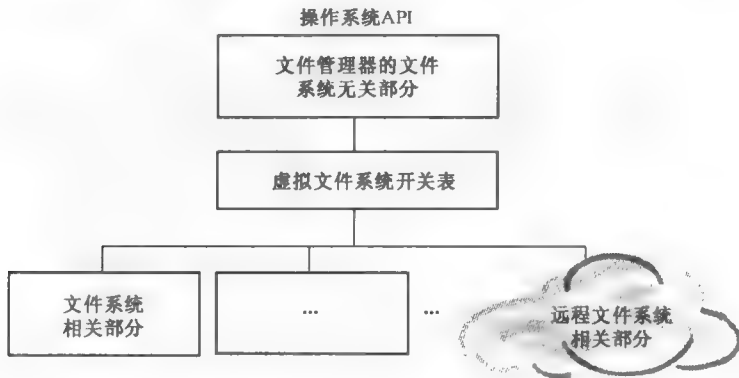 操作系统API
文件管理器的文件
系统无关部分
虚拟文件系统开关表
文件系统
相关部分
...
...
远程文件系统
相关部分